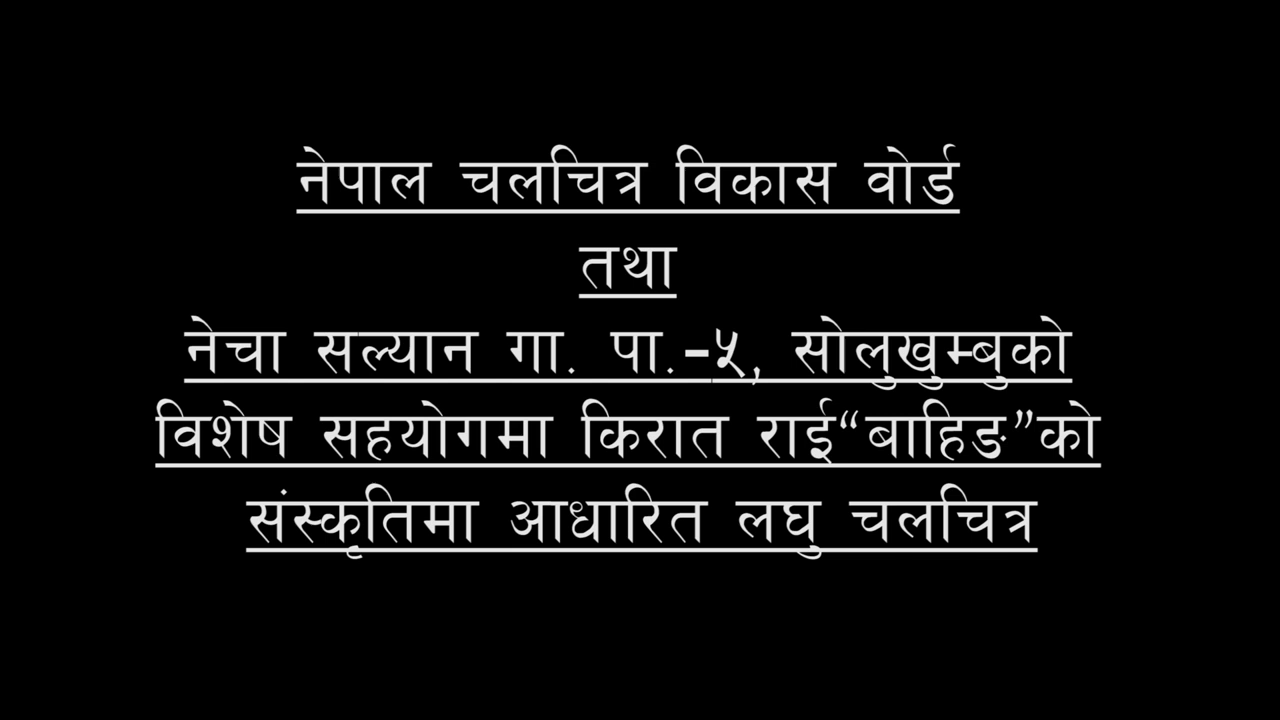 नेपाल चलचित्र विकास वोर्ड
तथा
नेचा सल्यान गा. पा.-५, सोलुखुम्बुको
विशेष सहयोगमा किरात राई“बाहिङ”को
संस्कृतिमा आधारित लघु चलचित्र